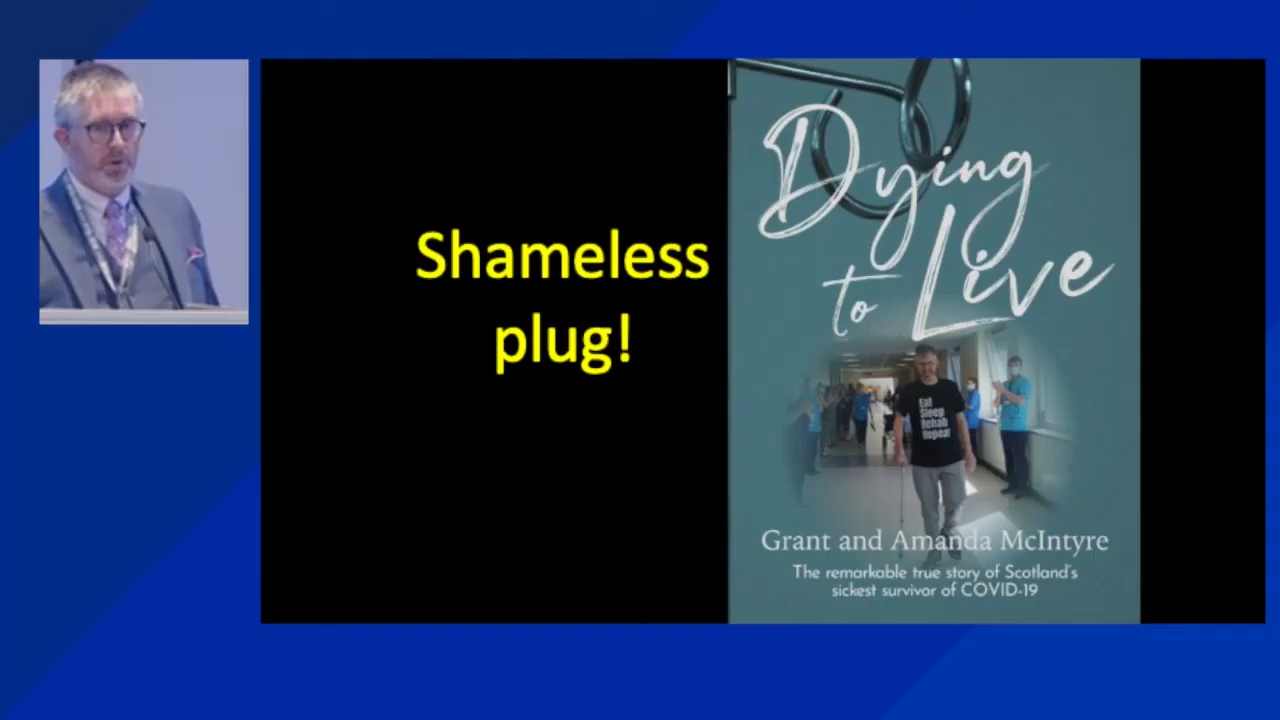 Shameless
plug!
Dying
to Live
Eat
Sleep
Rehab
Repeat
Grant and Amanda McIntyre
The remarkable true story of Scotland's
sickest survivor of COVID-19